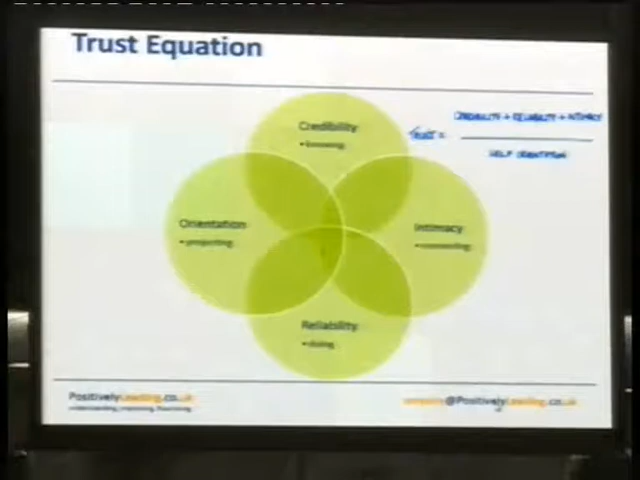 Trust Equation
Credibility
• knowing
TRUST =
CREDIBILITY + RELIABILITY + INTIMACY
SELF ORIENTATION
Orientation
• projecting
Intimacy
• connecting
Reliability
• doing
PositivelyLeading.co.uk
@PositivelyLeading.co.uk